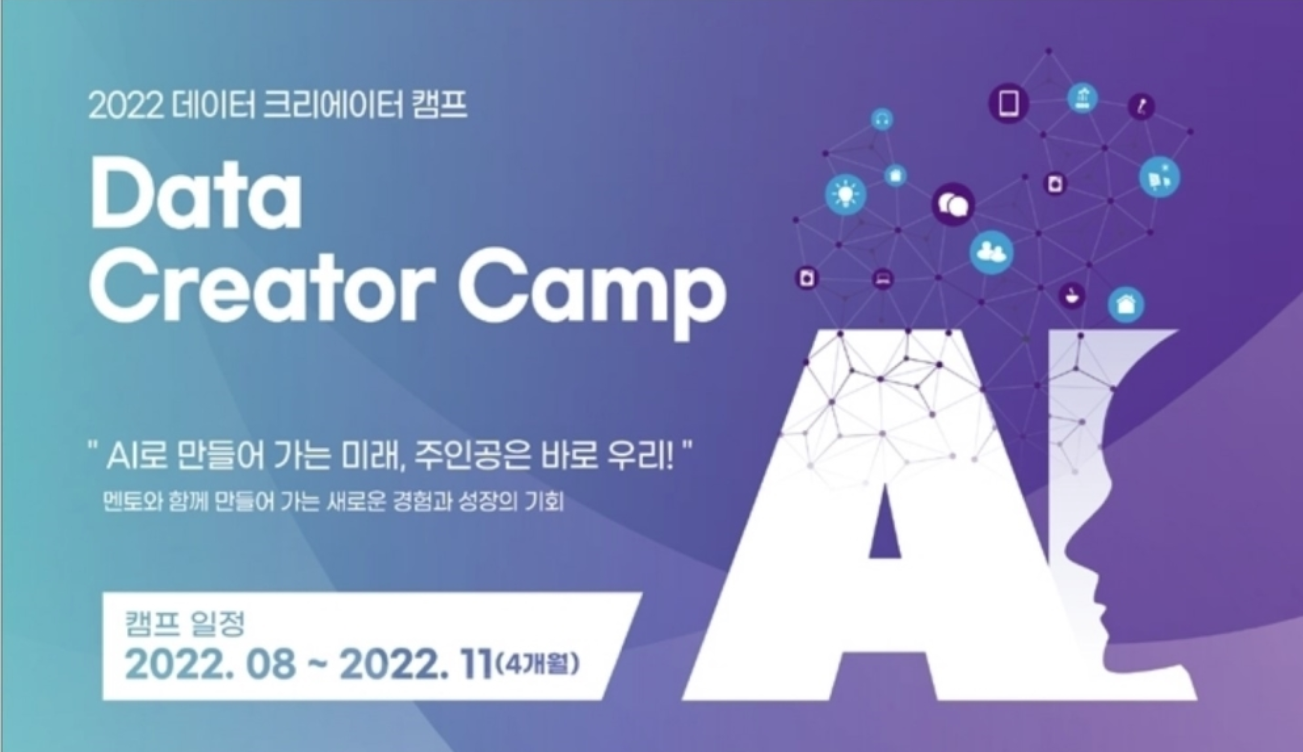 2022 데이터 크리에이터 캠프
Data
Creator Camp
" AI로 만들어 가는 미래, 주인공은 바로 우리! "
멘토와 함께 만들어 가는 새로운 경험과 성장의 기회
캠프 일정
2022. 08 ~ 2022. 11(4개월)
AI